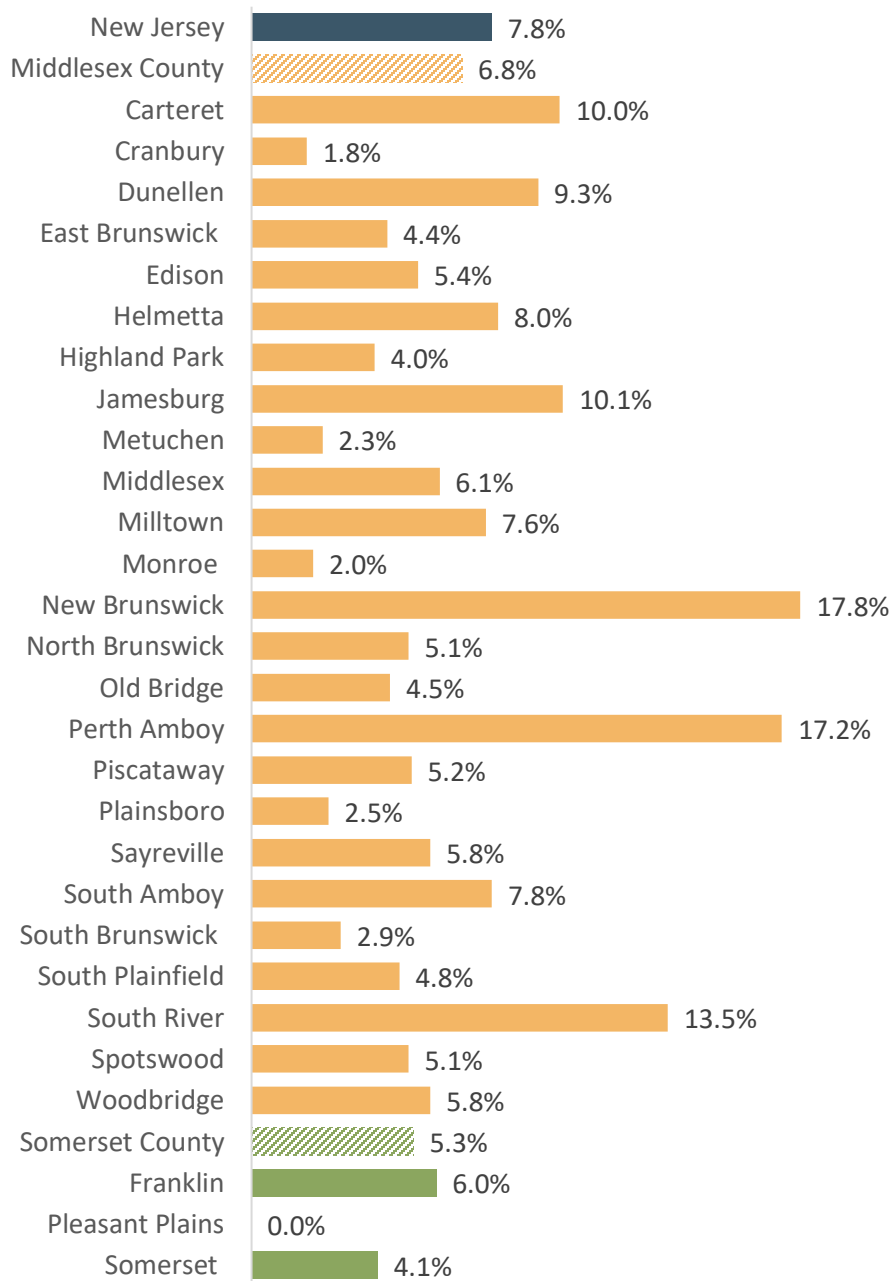 New Jersey 7.8%
Middlesex County 6.8%
Carteret 10.0%
Cranbury 1.8%
Dunellen 9.3%
East Brunswick 4.4%
Edison 5.4%
Helmetta 8.0%
Highland Park 4.0%
Jamesburg 10.1%
Metuchen 2.3%
Middlesex 6.1%
Milltown 7.6%
Monroe 2.0%
New Brunswick 17.8%
North Brunswick 5.1%
Old Bridge 4.5%
Perth Amboy 17.2%
Piscataway 5.2%
Plainsboro 2.5%
Sayreville 5.8%
South Amboy 7.8%
South Brunswick 2.9%
South Plainfield 4.8%
South River 13.5%
Spotswood 5.1%
Woodbridge 5.8%
Somerset County 5.3%
Franklin 6.0%
Pleasant Plains 0.0%
Somerset 4.1%